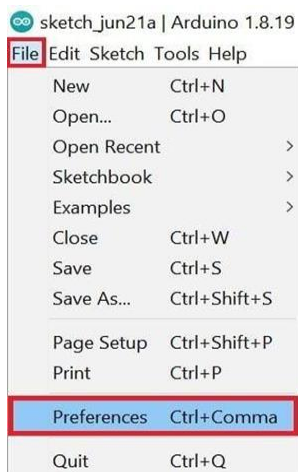 sketch_jun21a | Arduino 1.8.19
File Edit Sketch Tools Help
New Ctrl+N
Open... Ctrl+O
Open Recent >
Sketchbook >
Examples >
Close Ctrl+W
Save Ctrl+S
Save As... Ctrl+Shift+S
Page Setup Ctrl+Shift+P
Print Ctrl+P
Preferences Ctrl+Comma
Quit Ctrl+Q